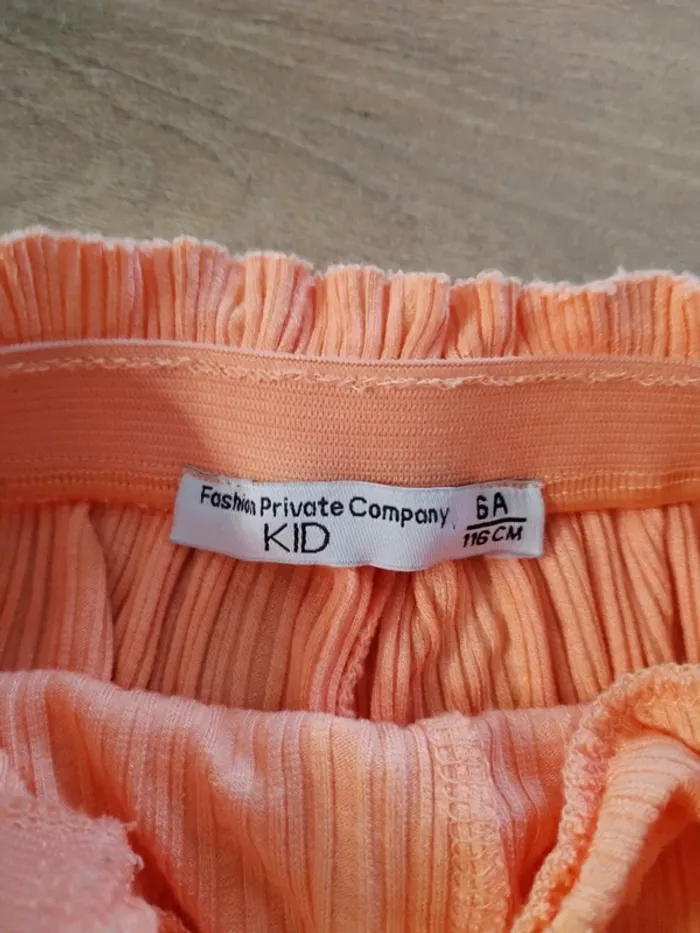 Fashion Private Company
KID
6A
116 CM